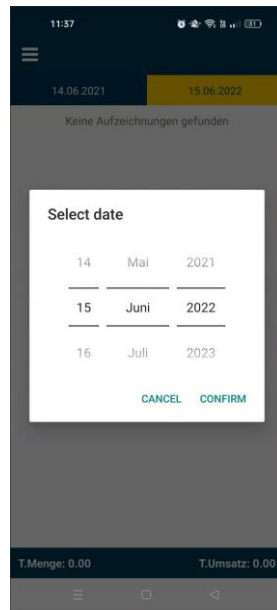 11:37
14.06.2021 15.06.2022
Keine Aufzeichnungen gefunden
Select date
14 Mai 2021
15 Juni 2022
16 Juli 2023
CANCEL CONFIRM
T.Menge: 0.00 T.Umsatz: 0.00